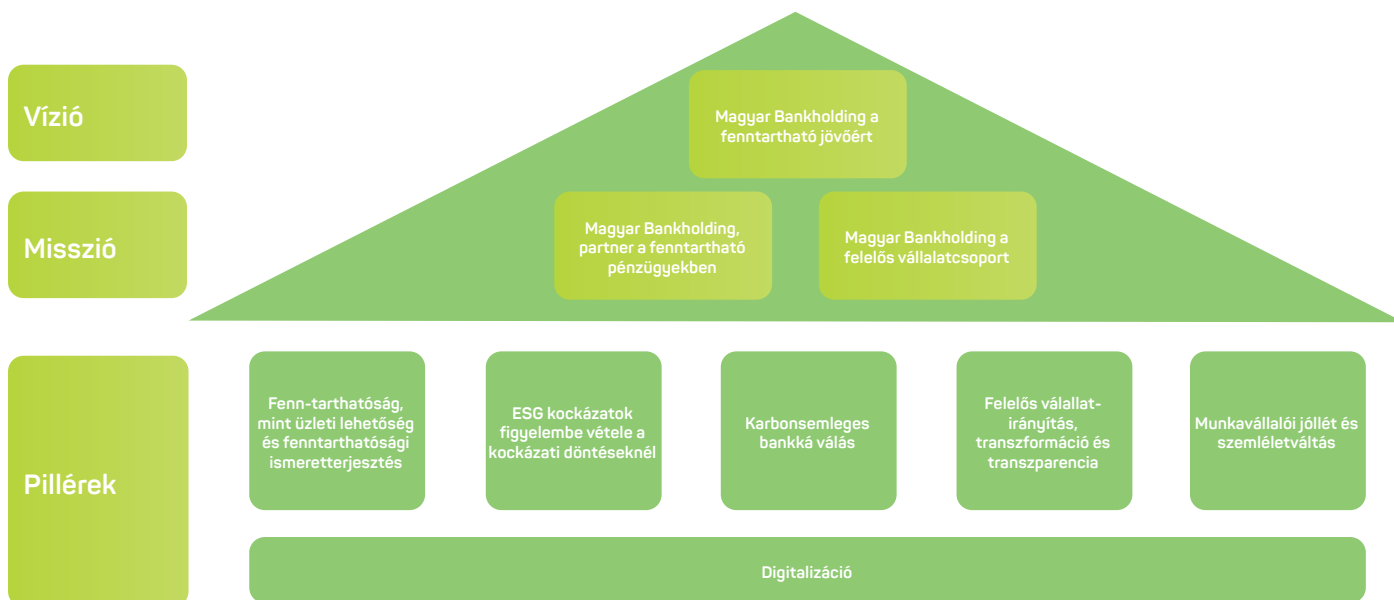 Vízió
Magyar Bankholding a
fenntartható jövőért
Misszió
Magyar Bankholding,
partner a fenntartható
pénzügyekben
Magyar Bankholding a
felelős vállalatcsoport
Pillérek
Fenn-tarthatóság,
mint üzleti lehetőség
és fenntarthatósági
ismeretterjesztés
ESG kockázatok
figyelembe vétele a
kockázati döntéseknél
Karbonsemleges
bankká válás
Felelős válallat-
irányítás,
transzformáció és
transzparencia
Munkavállalói jóllét és
szemléletváltás
Digitalizáció